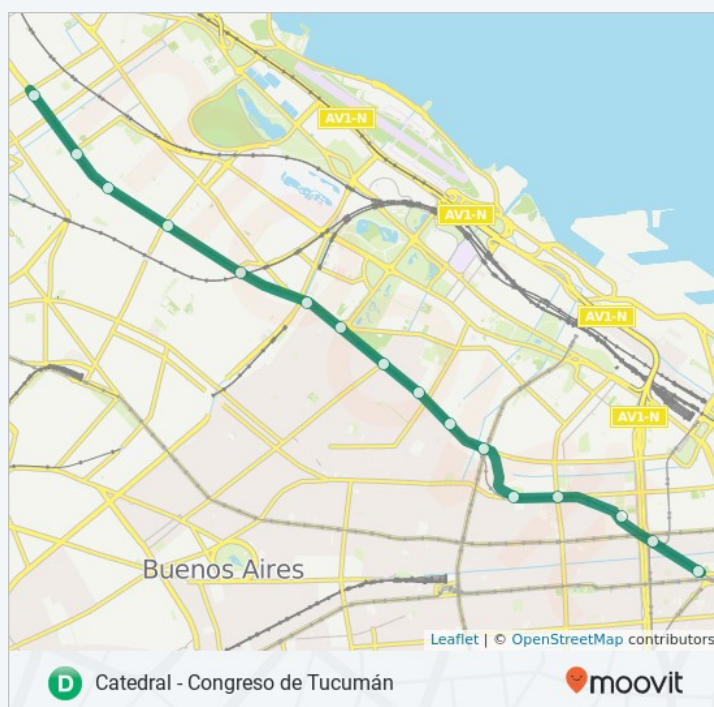 AV1-N
AV1-N
AV1-N
AV1-N
Buenos Aires
Leaflet | © OpenStreetMap contributors
D Catedral - Congreso de Tucumán
moovit